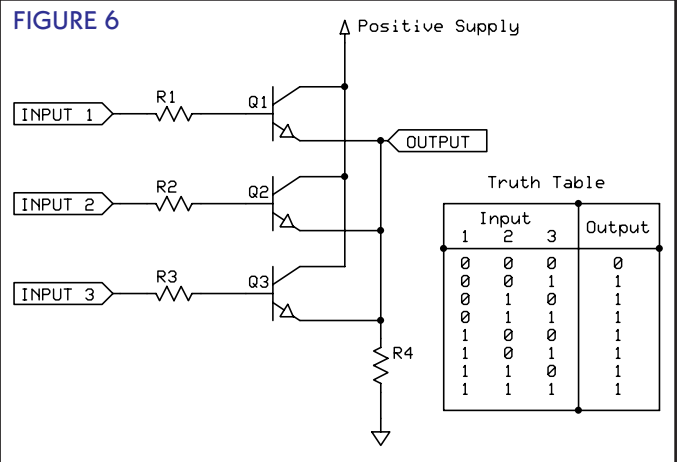 FIGURE 6
Positive Supply
R1
Q1
INPUT 1
OUTPUT
R2
Q2
INPUT 2
R3
Q3
INPUT 3
R4
Truth Table
Input
Output
1 2 3
0 0 0 0
0 0 1 1
0 1 0 1
0 1 1 1
1 0 0 1
1 0 1 1
1 1 0 1
1 1 1 1